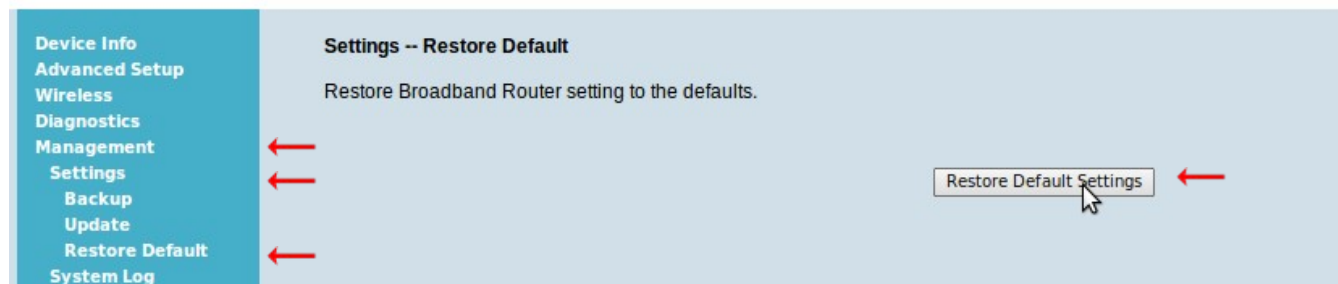 Device Info
Advanced Setup
Wireless
Diagnostics
Management
Settings
Backup
Update
Restore Default
System Log
Settings -- Restore Default
Restore Broadband Router setting to the defaults.
Restore Default Settings